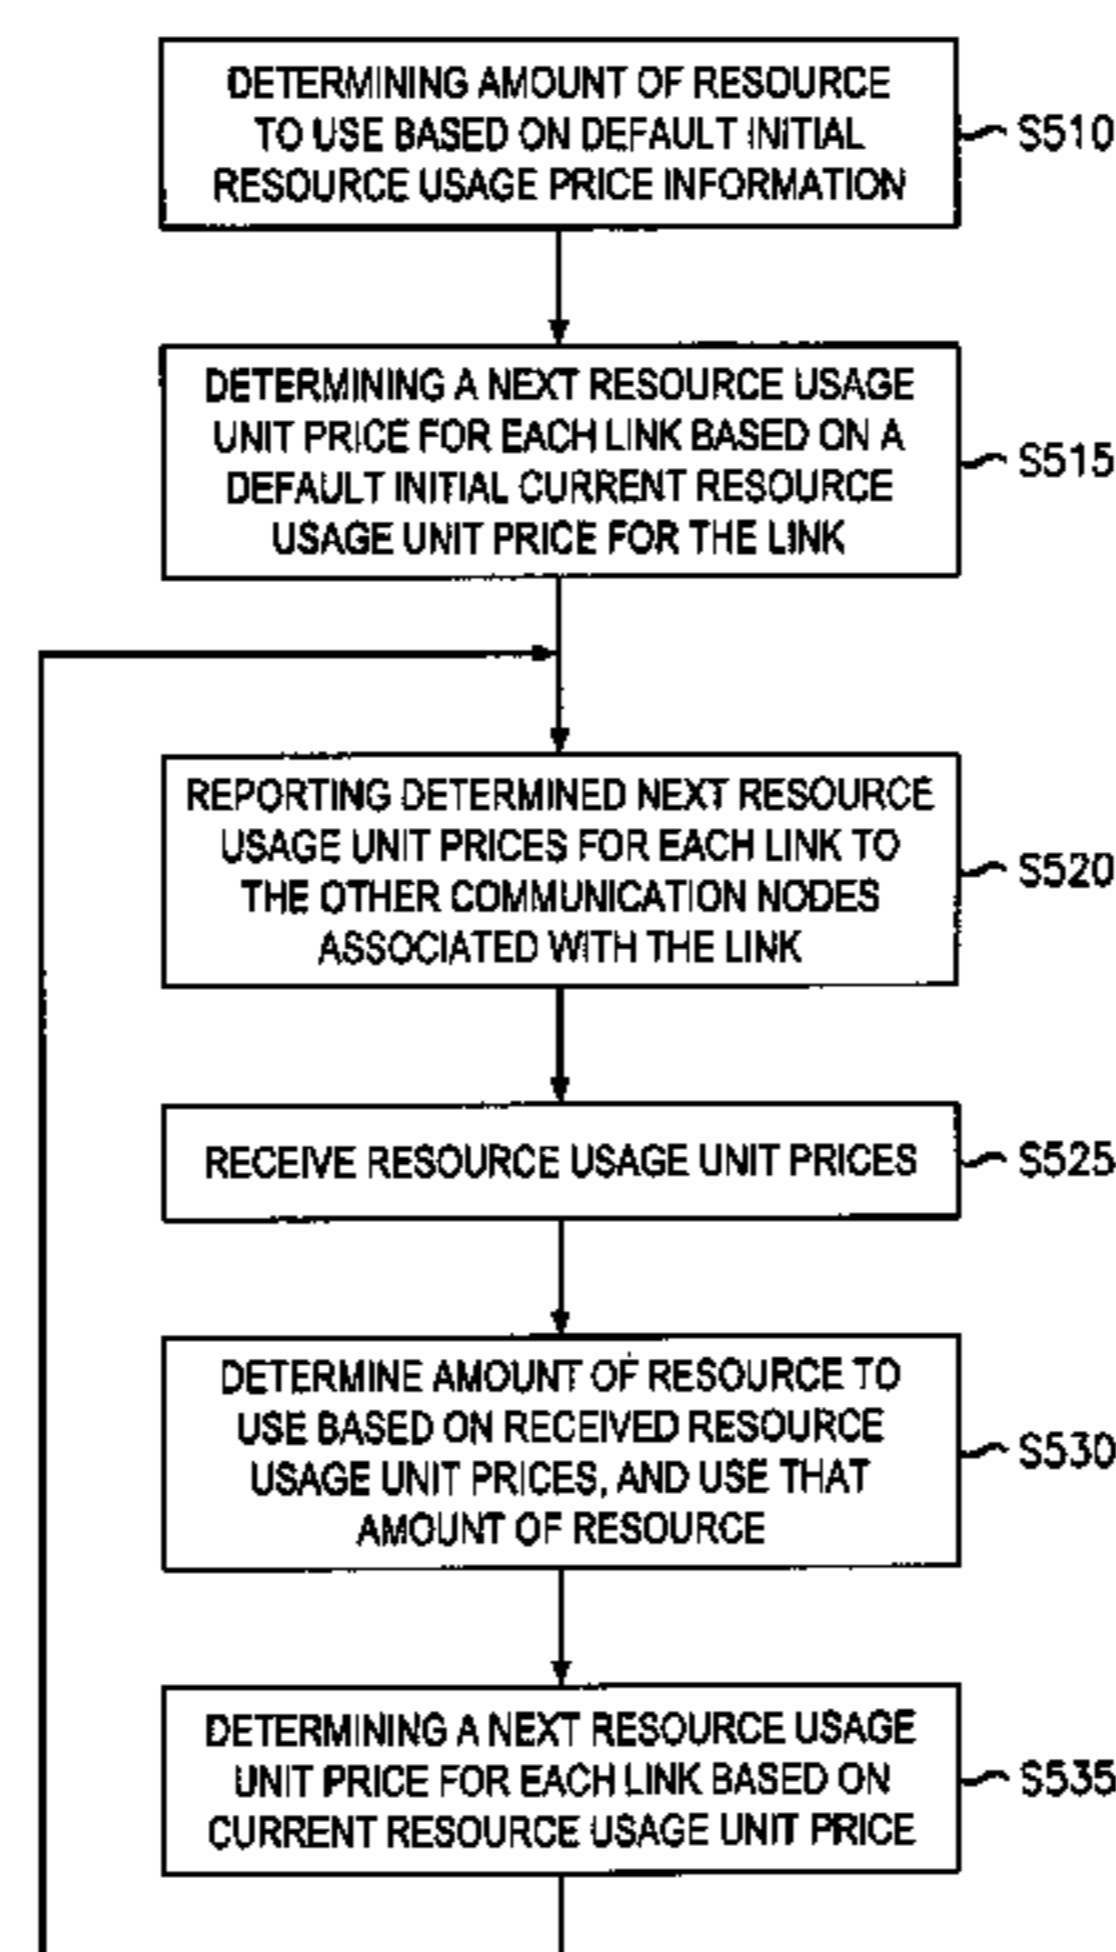 DETERMINING AMOUNT OF RESOURCE
TO USE BASED ON DEFAULT INITIAL
RESOURCE USAGE PRICE INFORMATION
S510
DETERMINING A NEXT RESOURCE USAGE
UNIT PRICE FOR EACH LINK BASED ON A
DEFAULT INITIAL CURRENT RESOURCE
USAGE UNIT PRICE FOR THE LINK
S515
REPORTING DETERMINED NEXT RESOURCE
USAGE UNIT PRICES FOR EACH LINK TO
THE OTHER COMMUNICATION NODES
ASSOCIATED WITH THE LINK
S520
RECEIVE RESOURCE USAGE UNIT PRICES
S525
DETERMINE AMOUNT OF RESOURCE TO
USE BASED ON RECEIVED RESOURCE
USAGE UNIT PRICES, AND USE THAT
AMOUNT OF RESOURCE
S530
DETERMINING A NEXT RESOURCE USAGE
UNIT PRICE FOR EACH LINK BASED ON
CURRENT RESOURCE USAGE UNIT PRICE
S535